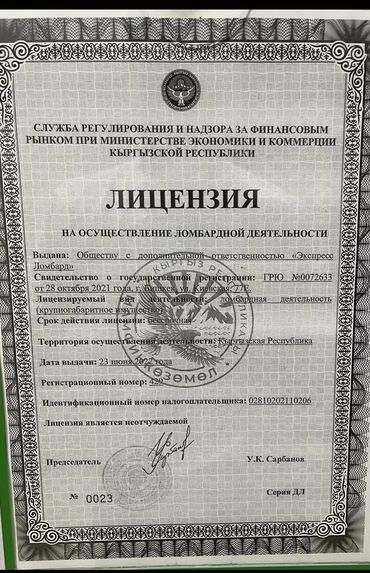 СЛУЖБА РЕГУЛИРОВАНИЯ И НАДЗОРА ЗА ФИНАНСОВЫМ
РЫНКОМ ПРИ МИНИСТЕРСТВЕ ЭКОНОМИКИ И КОММЕРЦИИ
КЫРГЫЗСКОЙ РЕСПУБЛИКИ
ЛИЦЕНЗИЯ
НА ОСУЩЕСТВЛЕНИЕ ЛОМБАРДНОЙ ДЕЯТЕЛЬНОСТИ
Выдана: Обществу с дополнительной ответственностью «Экспресс
Ломбард»
Свидетельство о государственной регистрации: ГРЮ №0072633
от 28 октября 2021 года, г. Бишкек, ул. Киевская, 77Е.
Лицензируемый вид деятельности: ломбардная деятельность
(крупногабаритное имущество)
Срок действия лицензии: бессрочная
Территория осуществления деятельности: Кыргызская Республика
Дата выдачи: 23 июня 2022 года
Регистрационный номер: 429
Идентификационный номер налогоплательщика: 02810202110206
Лицензия является неотчуждаемой
Председатель У.К. Сарбанов
№ 0023 Серия ДЛ